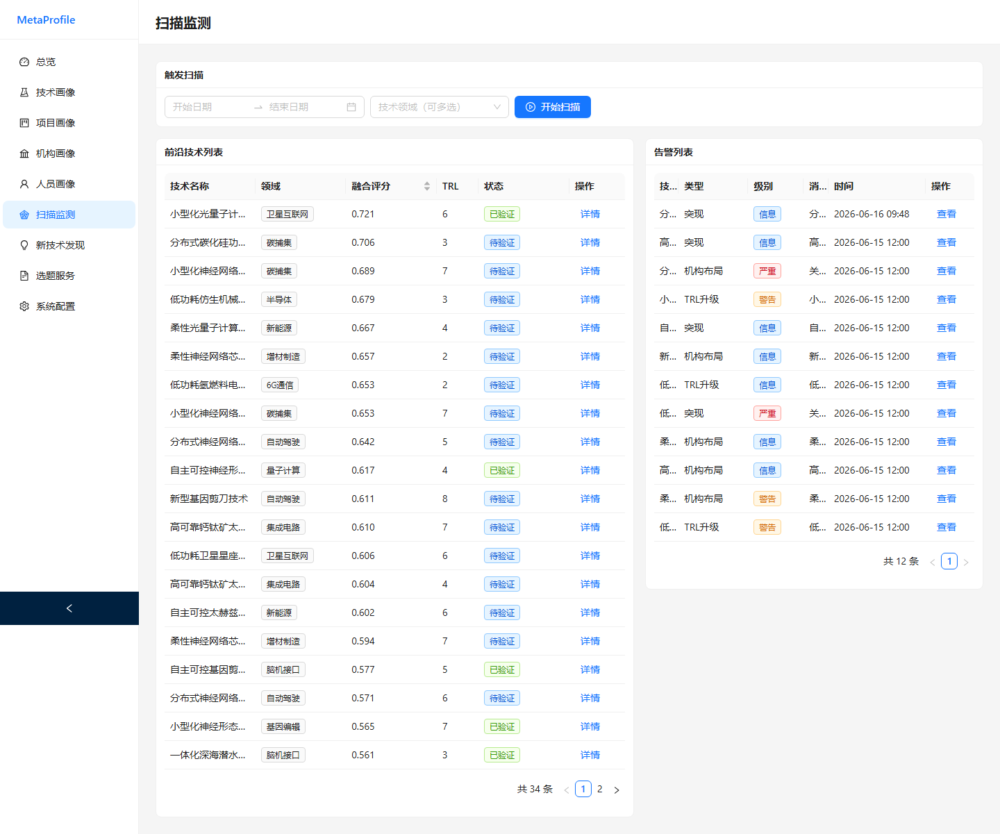 MetaProfile
总览
技术画像
项目画像
机构画像
人员画像
扫描监测
新技术发现
选题服务
系统配置
扫描监测
触发扫描
开始日期 → 结束日期 技术领域（可多选） 开始扫描
前沿技术列表
技术名称 领域 融合评分 TRL 状态 操作
小型化光量子计... 卫星互联网 0.721 6 已验证 详情
分布式碳化硅功... 碳捕集 0.706 3 待验证 详情
小型化神经网络... 碳捕集 0.689 7 待验证 详情
低功耗仿生机械... 半导体 0.679 3 待验证 详情
柔性光量子计算... 新能源 0.667 4 待验证 详情
柔性神经网络芯... 增材制造 0.657 2 待验证 详情
低功耗氢燃料电... 6G通信 0.653 2 待验证 详情
小型化神经网络... 碳捕集 0.653 7 待验证 详情
分布式神经网络... 自动驾驶 0.642 5 待验证 详情
自主可控神经形... 量子计算 0.617 4 已验证 详情
新型基因剪刀技术 自动驾驶 0.611 8 待验证 详情
高可靠钙钛矿太... 集成电路 0.610 7 待验证 详情
低功耗卫星星座... 卫星互联网 0.606 6 待验证 详情
高可靠钙钛矿太... 集成电路 0.604 4 待验证 详情
自主可控太赫兹... 新能源 0.602 6 待验证 详情
柔性神经网络芯... 增材制造 0.594 7 待验证 详情
自主可控基因剪... 脑机接口 0.577 5 已验证 详情
分布式神经网络... 自动驾驶 0.571 6 待验证 详情
小型化神经形态... 基因编辑 0.565 7 已验证 详情
一体化深海潜水... 脑机接口 0.561 3 已验证 详情
共 34 条 < 1 2 >
告警列表
技... 类型 级别 消... 时间 操作
分... 突现 信息 分... 2026-06-16 09:48 查看
高... 突现 信息 高... 2026-06-15 12:00 查看
分... 机构布局 严重 关... 2026-06-15 12:00 查看
小... TRL升级 警告 小... 2026-06-15 12:00 查看
自... 突现 信息 自... 2026-06-15 12:00 查看
新... 机构布局 信息 新... 2026-06-15 12:00 查看
低... TRL升级 信息 低... 2026-06-15 12:00 查看
低... 突现 严重 关... 2026-06-15 12:00 查看
柔... 机构布局 信息 柔... 2026-06-15 12:00 查看
高... 机构布局 信息 高... 2026-06-15 12:00 查看
柔... 机构布局 警告 柔... 2026-06-15 12:00 查看
低... TRL升级 警告 低... 2026-06-15 12:00 查看
共 12 条 < 1 >